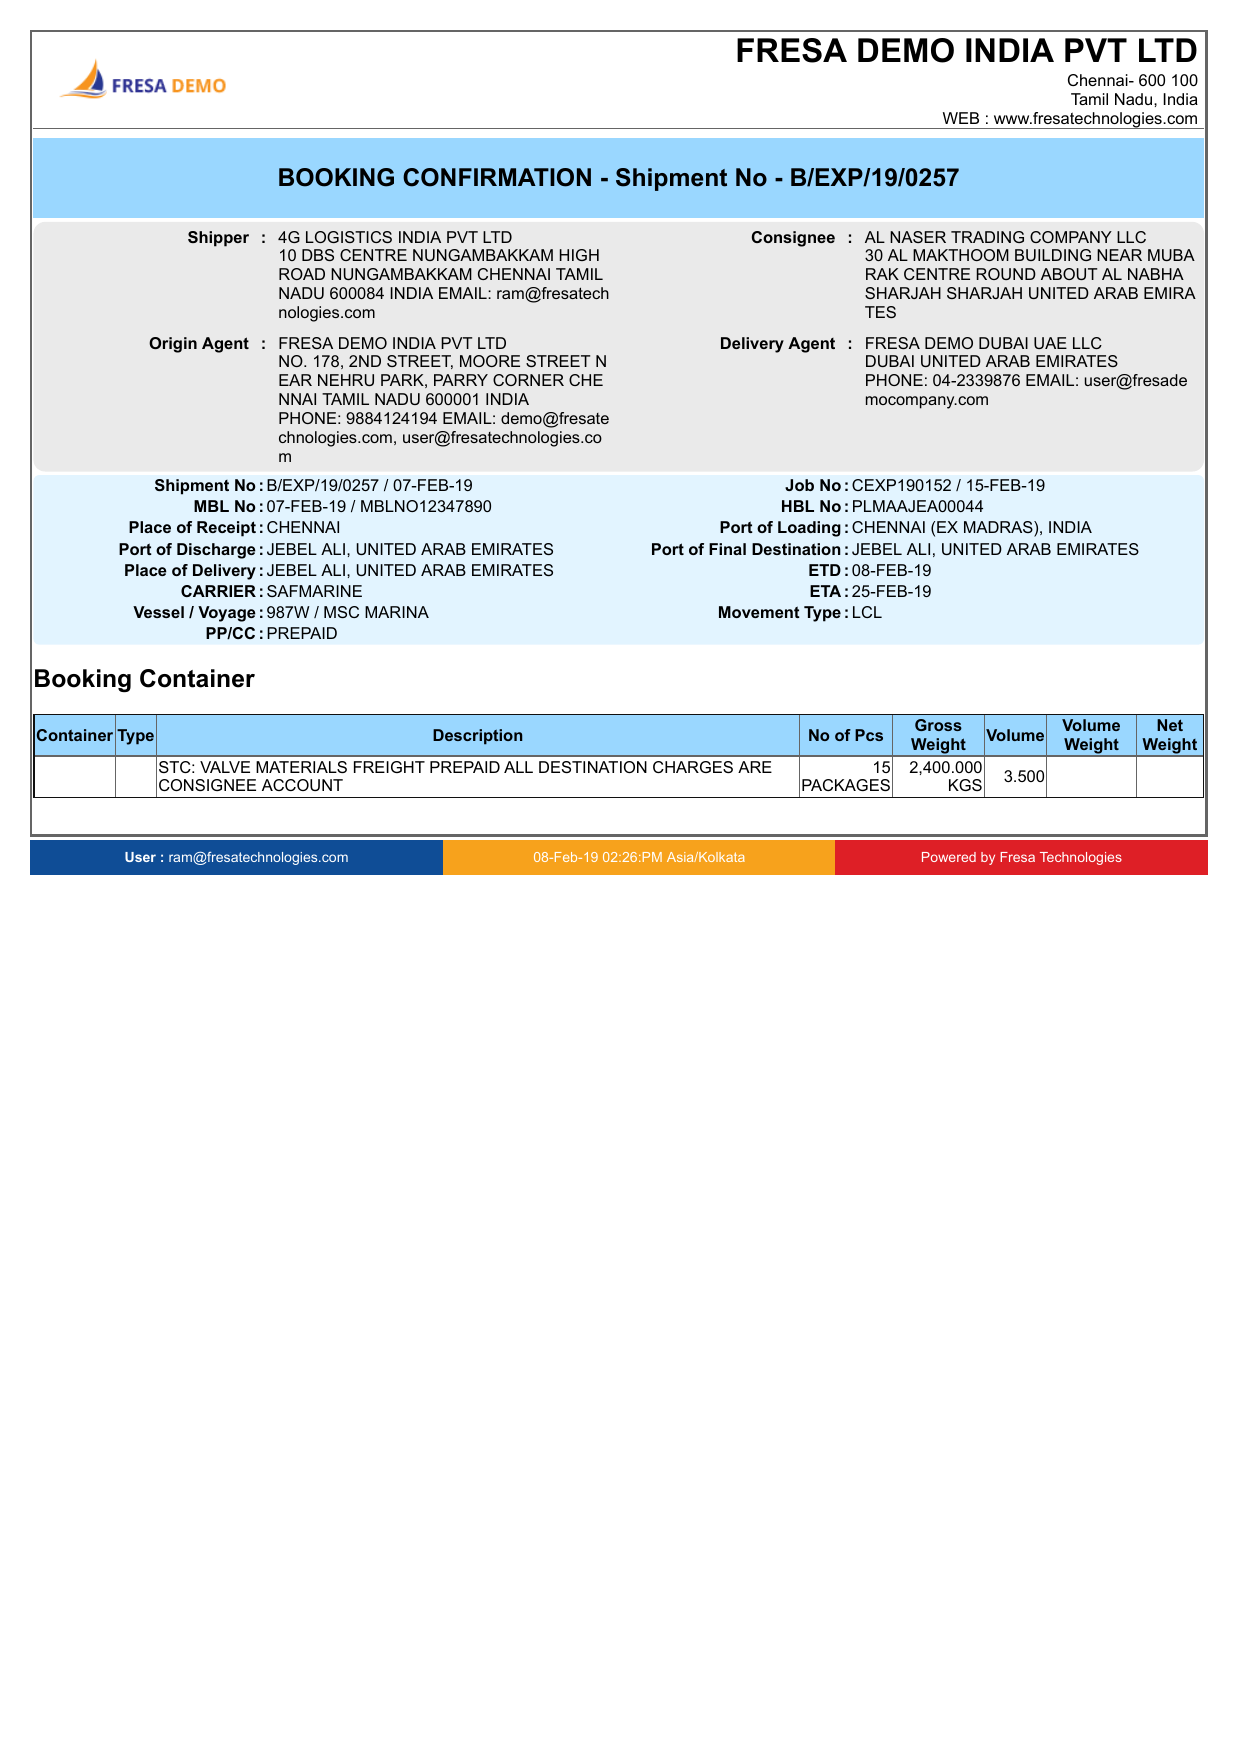 FRESA DEMO
FRESA DEMO INDIA PVT LTD
Chennai- 600 100
Tamil Nadu, India
WEB : www.fresatechnologies.com
BOOKING CONFIRMATION - Shipment No - B/EXP/19/0257
Shipper : 4G LOGISTICS INDIA PVT LTD
10 DBS CENTRE NUNGAMBAKKAM HIGH
ROAD NUNGAMBAKKAM CHENNAI TAMIL
NADU 600084 INDIA EMAIL: ram@fresatech
nologies.com
Consignee : AL NASER TRADING COMPANY LLC
30 AL MAKTHOOM BUILDING NEAR MUBA
RAK CENTRE ROUND ABOUT AL NABHA
SHARJAH SHARJAH UNITED ARAB EMIRA
TES
Origin Agent : FRESA DEMO INDIA PVT LTD
NO. 178, 2ND STREET, MOORE STREET N
EAR NEHRU PARK, PARRY CORNER CHE
NNAI TAMIL NADU 600001 INDIA
PHONE: 9884124194 EMAIL: demo@fresate
chnologies.com, user@fresatechnologies.co
m
Delivery Agent : FRESA DEMO DUBAI UAE LLC
DUBAI UNITED ARAB EMIRATES
PHONE: 04-2339876 EMAIL: user@fresade
mocompany.com
Shipment No : B/EXP/19/0257 / 07-FEB-19
Job No : CEXP190152 / 15-FEB-19
MBL No : 07-FEB-19 / MBLNO12347890
HBL No : PLMAAJEA00044
Place of Receipt : CHENNAI
Port of Loading : CHENNAI (EX MADRAS), INDIA
Port of Discharge : JEBEL ALI, UNITED ARAB EMIRATES
Port of Final Destination : JEBEL ALI, UNITED ARAB EMIRATES
Place of Delivery : JEBEL ALI, UNITED ARAB EMIRATES
ETD : 08-FEB-19
CARRIER : SAFMARINE
ETA : 25-FEB-19
Vessel / Voyage : 987W / MSC MARINA
Movement Type : LCL
PP/CC : PREPAID
Booking Container
Container Type Description No of Pcs Gross Weight Volume Volume Weight Net Weight
STC: VALVE MATERIALS FREIGHT PREPAID ALL DESTINATION CHARGES ARE
CONSIGNEE ACCOUNT
15
PACKAGES
2,400.000
KGS
3.500
User : ram@fresatechnologies.com
08-Feb-19 02:26:PM Asia/Kolkata
Powered by Fresa Technologies